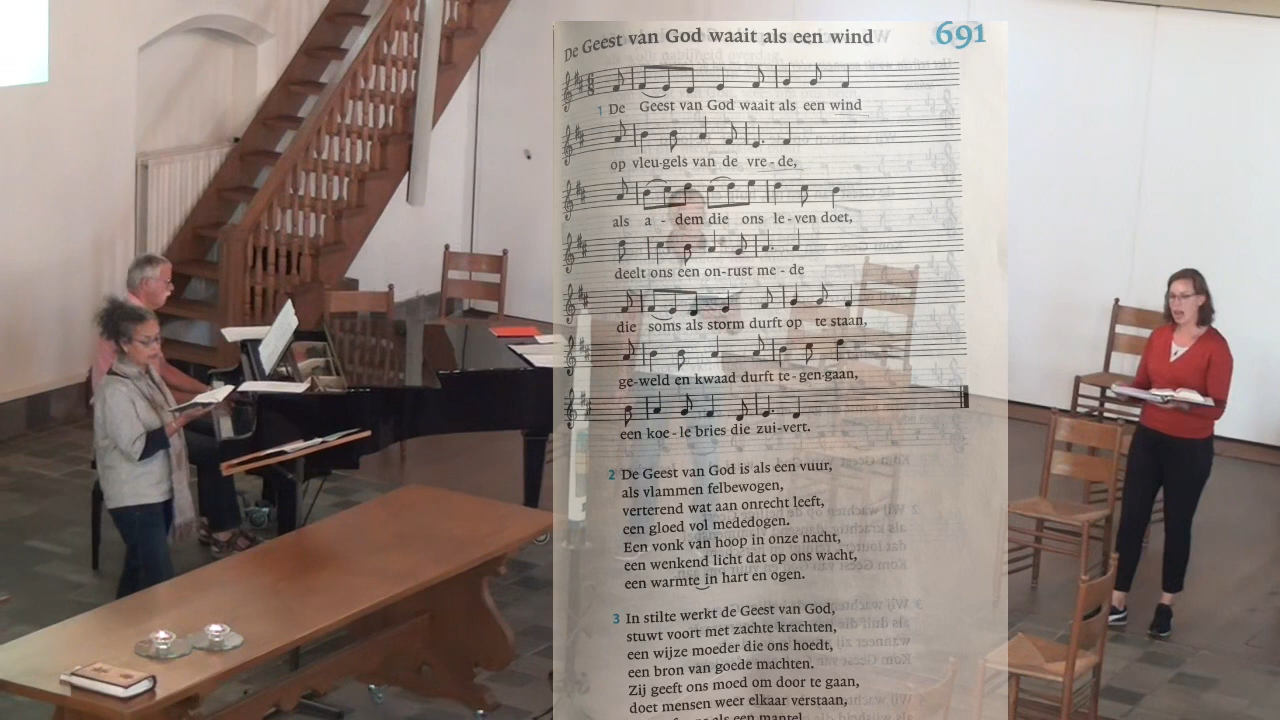 De Geest van God waait als een wind 691
1 De Geest van God waait als een wind
op vleu-gels van de vre-de,
als a - dem die ons le-ven doet,
deelt ons een on-rust me-de
die soms als storm durft op te staan,
ge-weld en kwaad durft te-gen-gaan,
een koe-le bries die zui-vert.
2 De Geest van God is als een vuur,
als vlammen felbewogen,
verterend wat aan onrecht leeft,
een gloed vol mededogen.
Een vonk van hoop in onze nacht,
een wenkend licht dat op ons wacht,
een warmte in hart en ogen.
3 In stilte werkt de Geest van God,
stuwt voort met zachte krachten,
een wijze moeder die ons hoedt,
een bron van goede machten.
Zij geeft ons moed om door te gaan,
doet mensen weer elkaar verstaan,
als een mantel